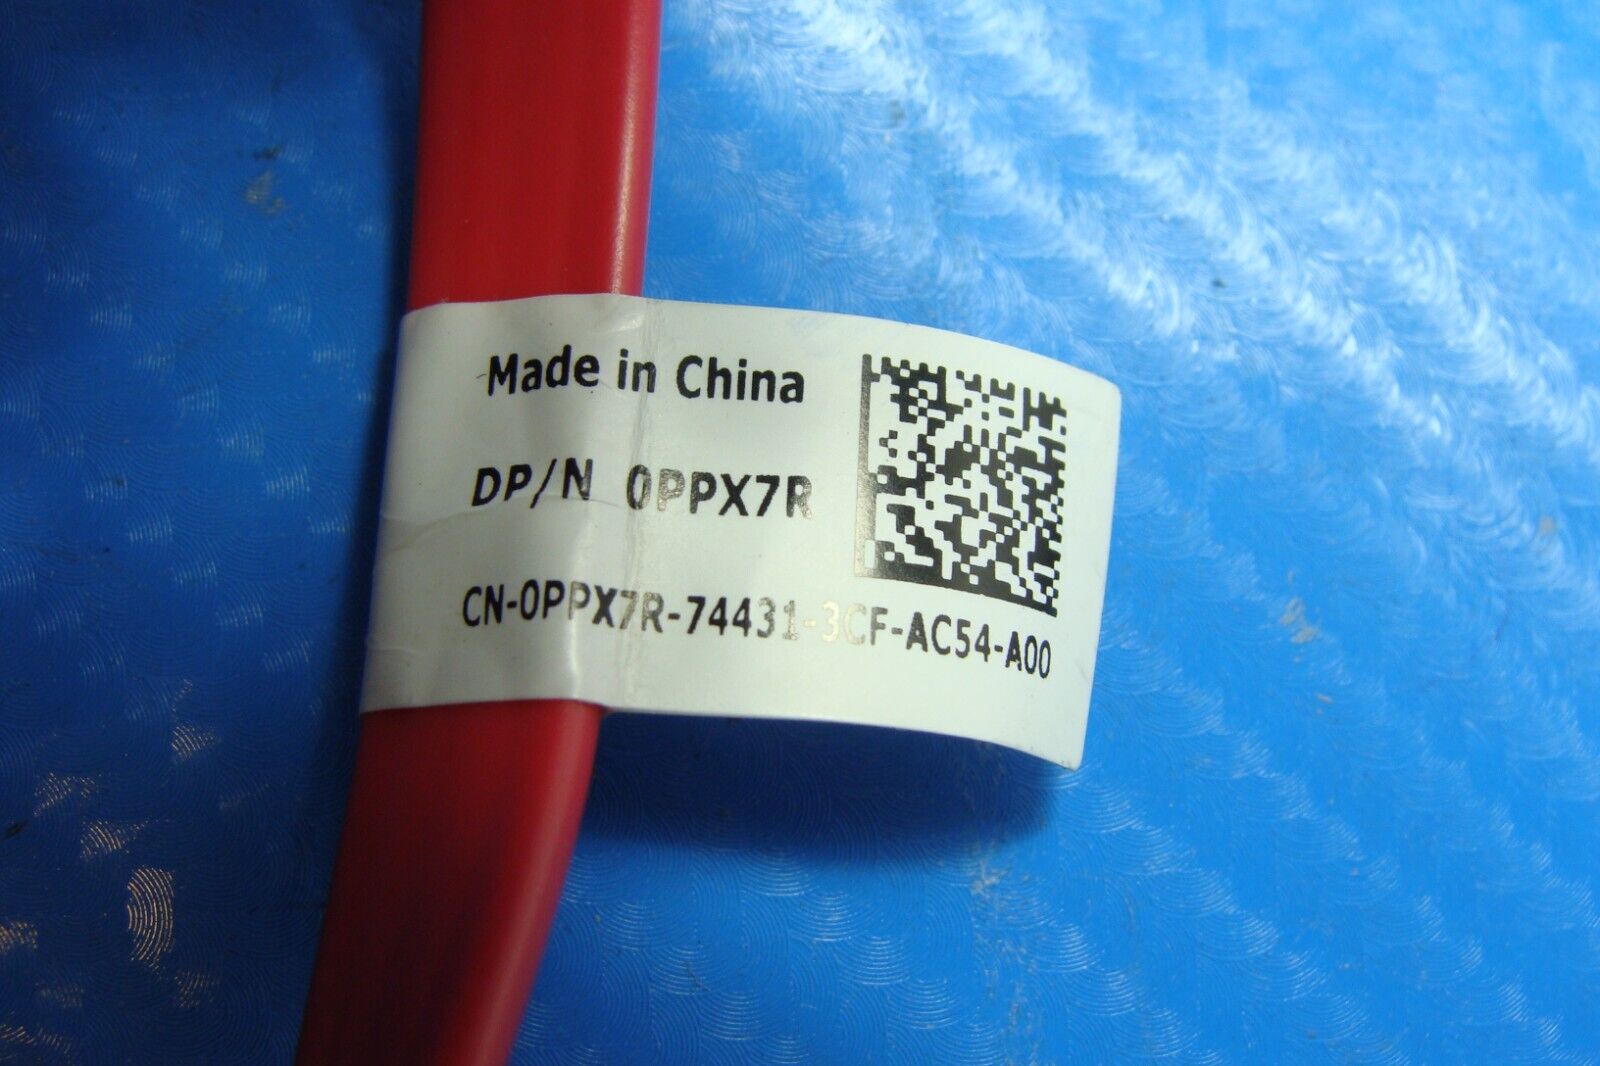 Made in China
DP/N 0PPX7R
CN-0PPX7R-74431-3CF-AC54-A00